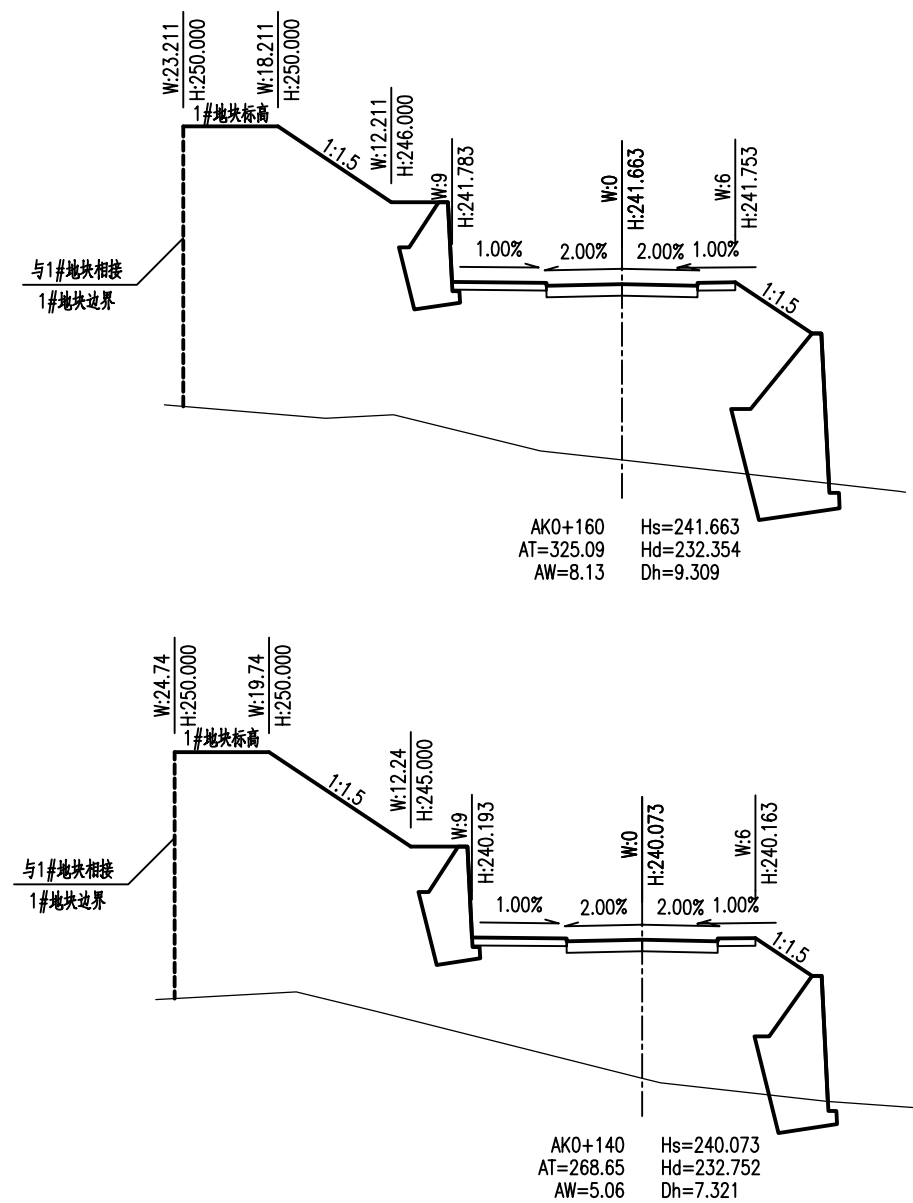 W:23.211
H:250.000
W:18.211
H:250.000
1#地块标高
1:1.5
W:12.211
H:246.000
W:9
H:241.783
W:0
H:241.663
W:6
H:241.753
1.00%
2.00%
2.00%
1.00%
1:1.5
与1#地块相接
1#地块边界
AK0+160 Hs=241.663
AT=325.09 Hd=232.354
AW=8.13 Dh=9.309
W:24.74
H:250.000
W:19.74
H:250.000
1#地块标高
1:1.5
W:12.24
H:245.000
W:9
H:240.193
W:0
H:240.073
W:6
H:240.163
1.00%
2.00%
2.00%
1.00%
1:1.5
与1#地块相接
1#地块边界
AK0+140 Hs=240.073
AT=268.65 Hd=232.752
AW=5.06 Dh=7.321